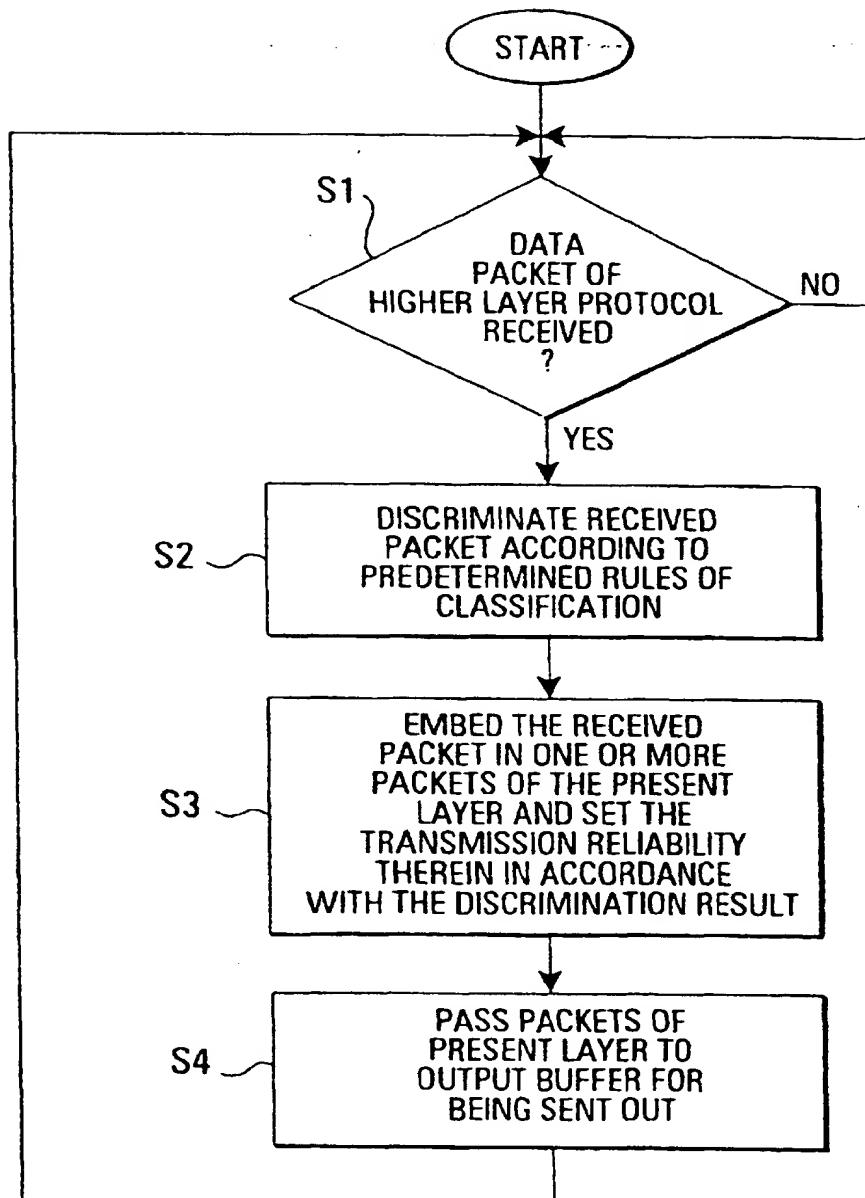 START
S1
DATA
PACKET OF
HIGHER LAYER PROTOCOL
RECEIVED
?
NO
YES
S2
DISCRIMINATE RECEIVED
PACKET ACCORDING TO
PREDETERMINED RULES OF
CLASSIFICATION
S3
EMBED THE RECEIVED
PACKET IN ONE OR MORE
PACKETS OF THE PRESENT
LAYER AND SET THE
TRANSMISSION RELIABILITY
THEREIN IN ACCORDANCE
WITH THE DISCRIMINATION RESULT
S4
PASS PACKETS OF
PRESENT LAYER TO
OUTPUT BUFFER FOR
BEING SENT OUT